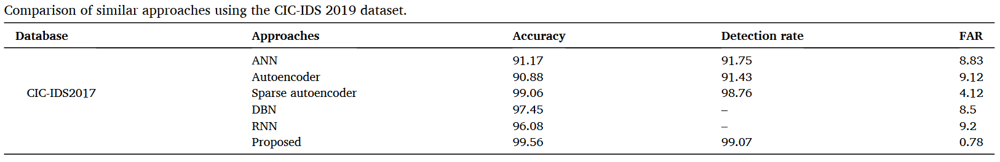 Comparison of similar approaches using the CIC-IDS 2019 dataset.
Database Approaches Accuracy Detection rate FAR
ANN 91.17 91.75 8.83
Autoencoder 90.88 91.43 9.12
CIC-IDS2017 Sparse autoencoder 99.06 98.76 4.12
DBN 97.45 – 8.5
RNN 96.08 – 9.2
Proposed 99.56 99.07 0.78